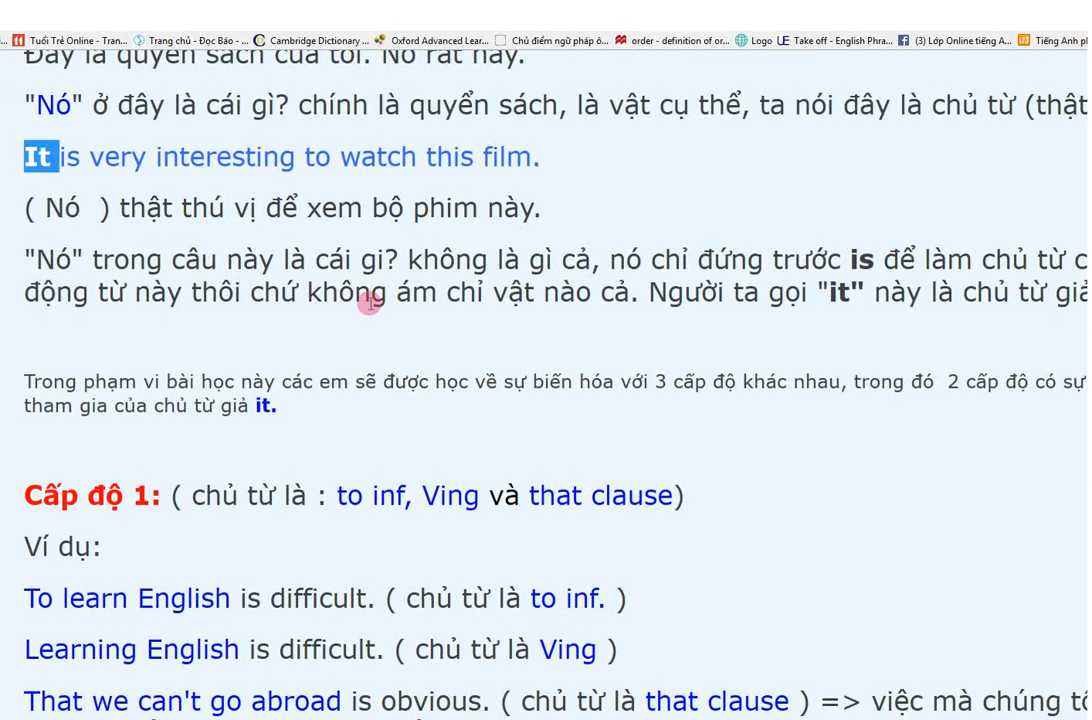 Tuổi Trẻ Online - Tran... Trang chủ - Đọc Báo - ... Cambridge Dictionary ... Oxford Advanced Lear... Chủ điểm ngữ pháp ô... order - definition of or... Logo Take off - English Phra... (3) Lớp Online tiếng A... Tiếng Anh ph
Đây là quyển sách của tôi. Nó rất hay.
"Nó" ở đây là cái gì? chính là quyển sách, là vật cụ thể, ta nói đây là chủ từ (thật
It is very interesting to watch this film.
( Nó ) thật thú vị để xem bộ phim này.
"Nó" trong câu này là cái gi? không là gì cả, nó chỉ đứng trước is để làm chủ từ c
động từ này thôi chứ không ám chỉ vật nào cả. Người ta gọi "it" này là chủ từ giả
Trong phạm vi bài học này các em sẽ được học về sự biến hóa với 3 cấp độ khác nhau, trong đó 2 cấp độ có sự
tham gia của chủ từ giả it.
Cấp độ 1: ( chủ từ là : to inf, Ving và that clause)
Ví dụ:
To learn English is difficult. ( chủ từ là to inf. )
Learning English is difficult. ( chủ từ là Ving )
That we can't go abroad is obvious. ( chủ từ là that clause ) => việc mà chúng tô